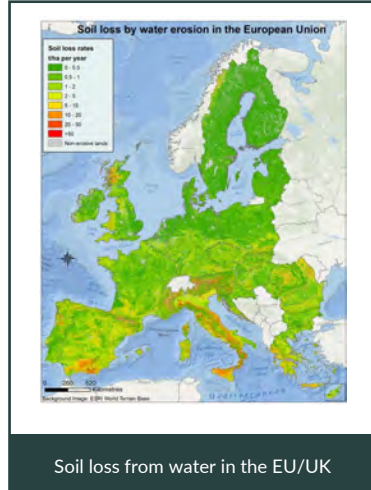 Soil loss by water erosion in the European Union
Soil loss rates
t/ha per year
0 - 0.5
0.5 - 1
1 - 2
2 - 5
5 - 10
10 - 20
20 - 50
>50
Non-erosive lands
Kilometres
Background Image: ESRI World Terrain Base
Soil loss from water in the EU/UK